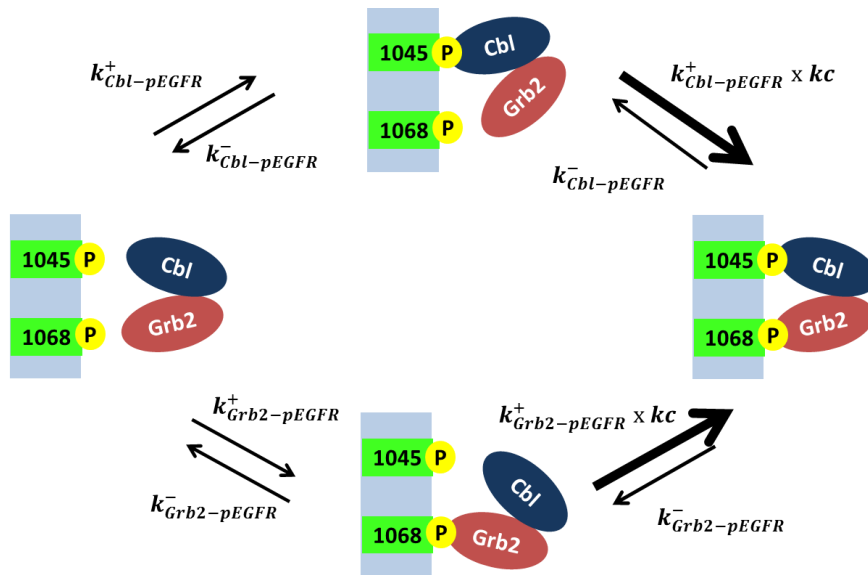 1045 P Cbl
Grb2
1068 P
k⁺Cbl−pEGFR
k⁻Cbl−pEGFR
k⁺Cbl−pEGFR x kc
k⁻Cbl−pEGFR
1045 P Cbl
1068 P Grb2
1045 P Cbl
1068 P Grb2
k⁺Grb2−pEGFR
k⁻Grb2−pEGFR
k⁺Grb2−pEGFR x kc
k⁻Grb2−pEGFR
1045 P
Cbl
1068 P Grb2